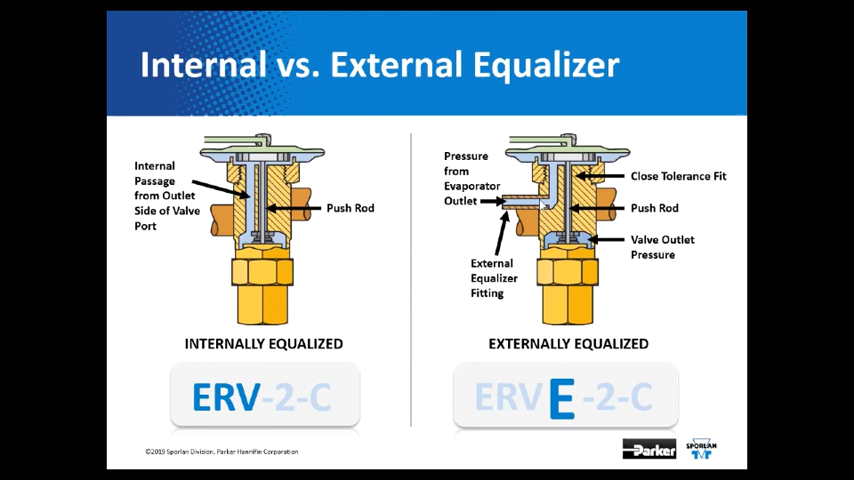 Internal vs. External Equalizer
Internal
Passage
from Outlet
Side of Valve
Port
Push Rod
INTERNALLY EQUALIZED
ERV-2-C
Pressure
from
Evaporator
Outlet
External
Equalizer
Fitting
Close Tolerance Fit
Push Rod
Valve Outlet
Pressure
EXTERNALLY EQUALIZED
ERVE-2-C
©2019 Sporlan Division, Parker Hannifin Corporation
Parker
SPORLAN